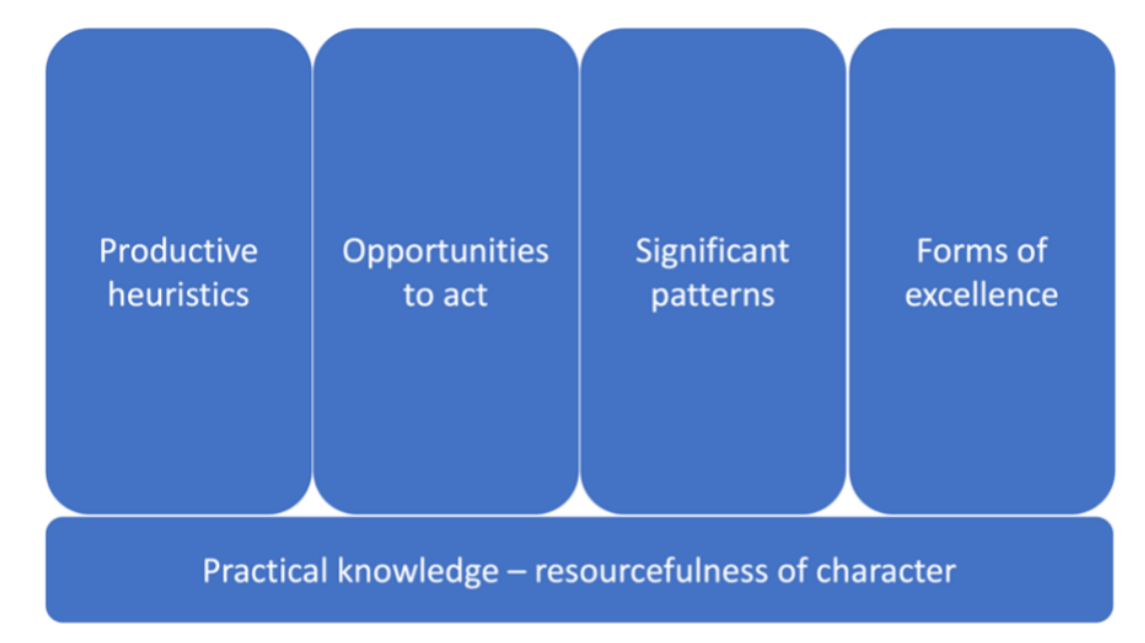 Productive
heuristics
Opportunities
to act
Significant
patterns
Forms of
excellence
Practical knowledge – resourcefulness of character